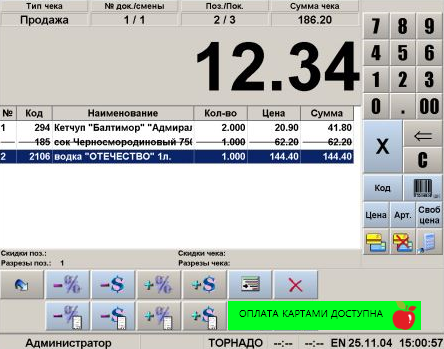 Тип чека № док./смены Поз./Пок. Сумма чека
Продажа 1 / 1 2 / 3 186.20
12.34
7 8 9
4 5 6
1 2 3
0 . 00
X ⇐
C
Код
Цена Арт. Своб цена
№ Код Наименование Кол-во Цена Сумма
1 294 Кетчуп "Балтимор" "Адмирал 2.000 20.90 41.80
185 сок Черносмородиновый 750 1.000 62.20 62.20
2 2106 водка "ОТЕЧЕСТВО" 1л. 1.000 144.40 144.40
Скидки поз.: Скидки чека:
Разрезы поз.: 1 Разрезы чека:
-% -$ +% +$
-% -$ +% +$
ОПЛАТА КАРТАМИ ДОСТУПНА
Администратор ТОРНАДО --:-- --:-- EN 25.11.04 15:00:57